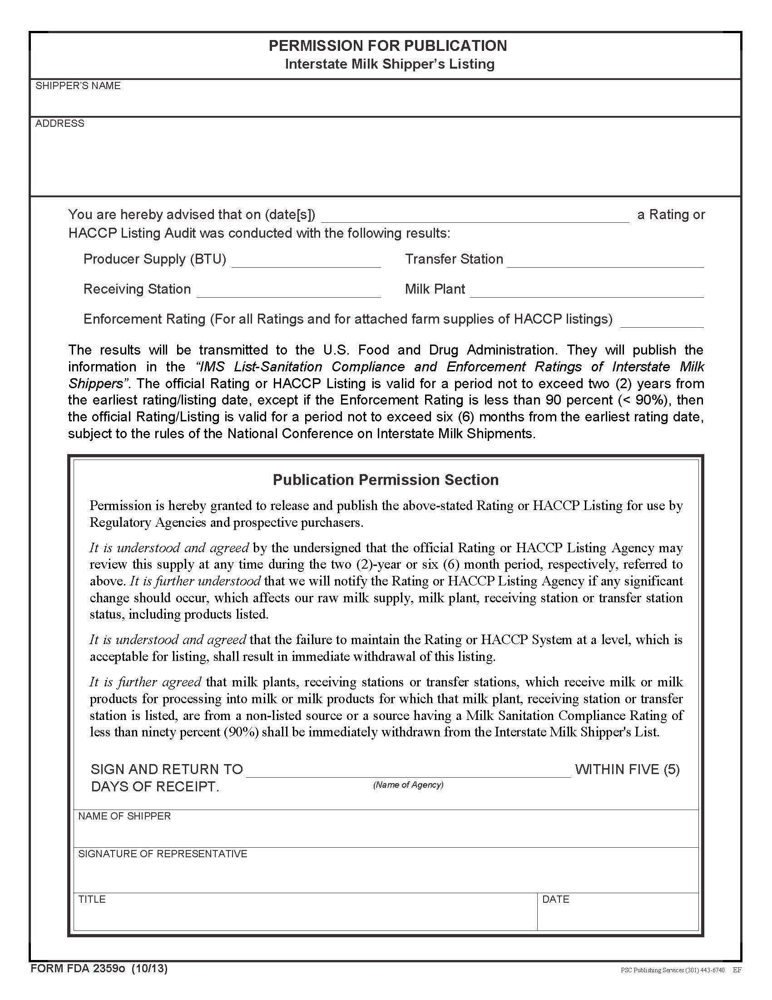 PERMISSION FOR PUBLICATION
Interstate Milk Shipper’s Listing
SHIPPER’S NAME
ADDRESS
You are hereby advised that on (date[s]) a Rating or
HACCP Listing Audit was conducted with the following results:
Producer Supply (BTU) Transfer Station
Receiving Station Milk Plant
Enforcement Rating (For all Ratings and for attached farm supplies of HACCP listings)
The results will be transmitted to the U.S. Food and Drug Administration. They will publish the
information in the “IMS List-Sanitation Compliance and Enforcement Ratings of Interstate Milk
Shippers”. The official Rating or HACCP Listing is valid for a period not to exceed two (2) years from
the earliest rating/listing date, except if the Enforcement Rating is less than 90 percent (< 90%), then
the official Rating/Listing is valid for a period not to exceed six (6) months from the earliest rating date,
subject to the rules of the National Conference on Interstate Milk Shipments.
Publication Permission Section
Permission is hereby granted to release and publish the above-stated Rating or HACCP Listing for use by
Regulatory Agencies and prospective purchasers.
It is understood and agreed by the undersigned that the official Rating or HACCP Listing Agency may
review this supply at any time during the two (2)-year or six (6) month period, respectively, referred to
above. It is further understood that we will notify the Rating or HACCP Listing Agency if any significant
change should occur, which affects our raw milk supply, milk plant, receiving station or transfer station
status, including products listed.
It is understood and agreed that the failure to maintain the Rating or HACCP System at a level, which is
acceptable for listing, shall result in immediate withdrawal of this listing.
It is further agreed that milk plants, receiving stations or transfer stations, which receive milk or milk
products for processing into milk or milk products for which that milk plant, receiving station or transfer
station is listed, are from a non-listed source or a source having a Milk Sanitation Compliance Rating of
less than ninety percent (90%) shall be immediately withdrawn from the Interstate Milk Shipper's List.
SIGN AND RETURN TO WITHIN FIVE (5)
DAYS OF RECEIPT. (Name of Agency)
NAME OF SHIPPER
SIGNATURE OF REPRESENTATIVE
TITLE DATE
FORM FDA 2359o (10/13) PSC Publishing Services (301) 443-6740 EF